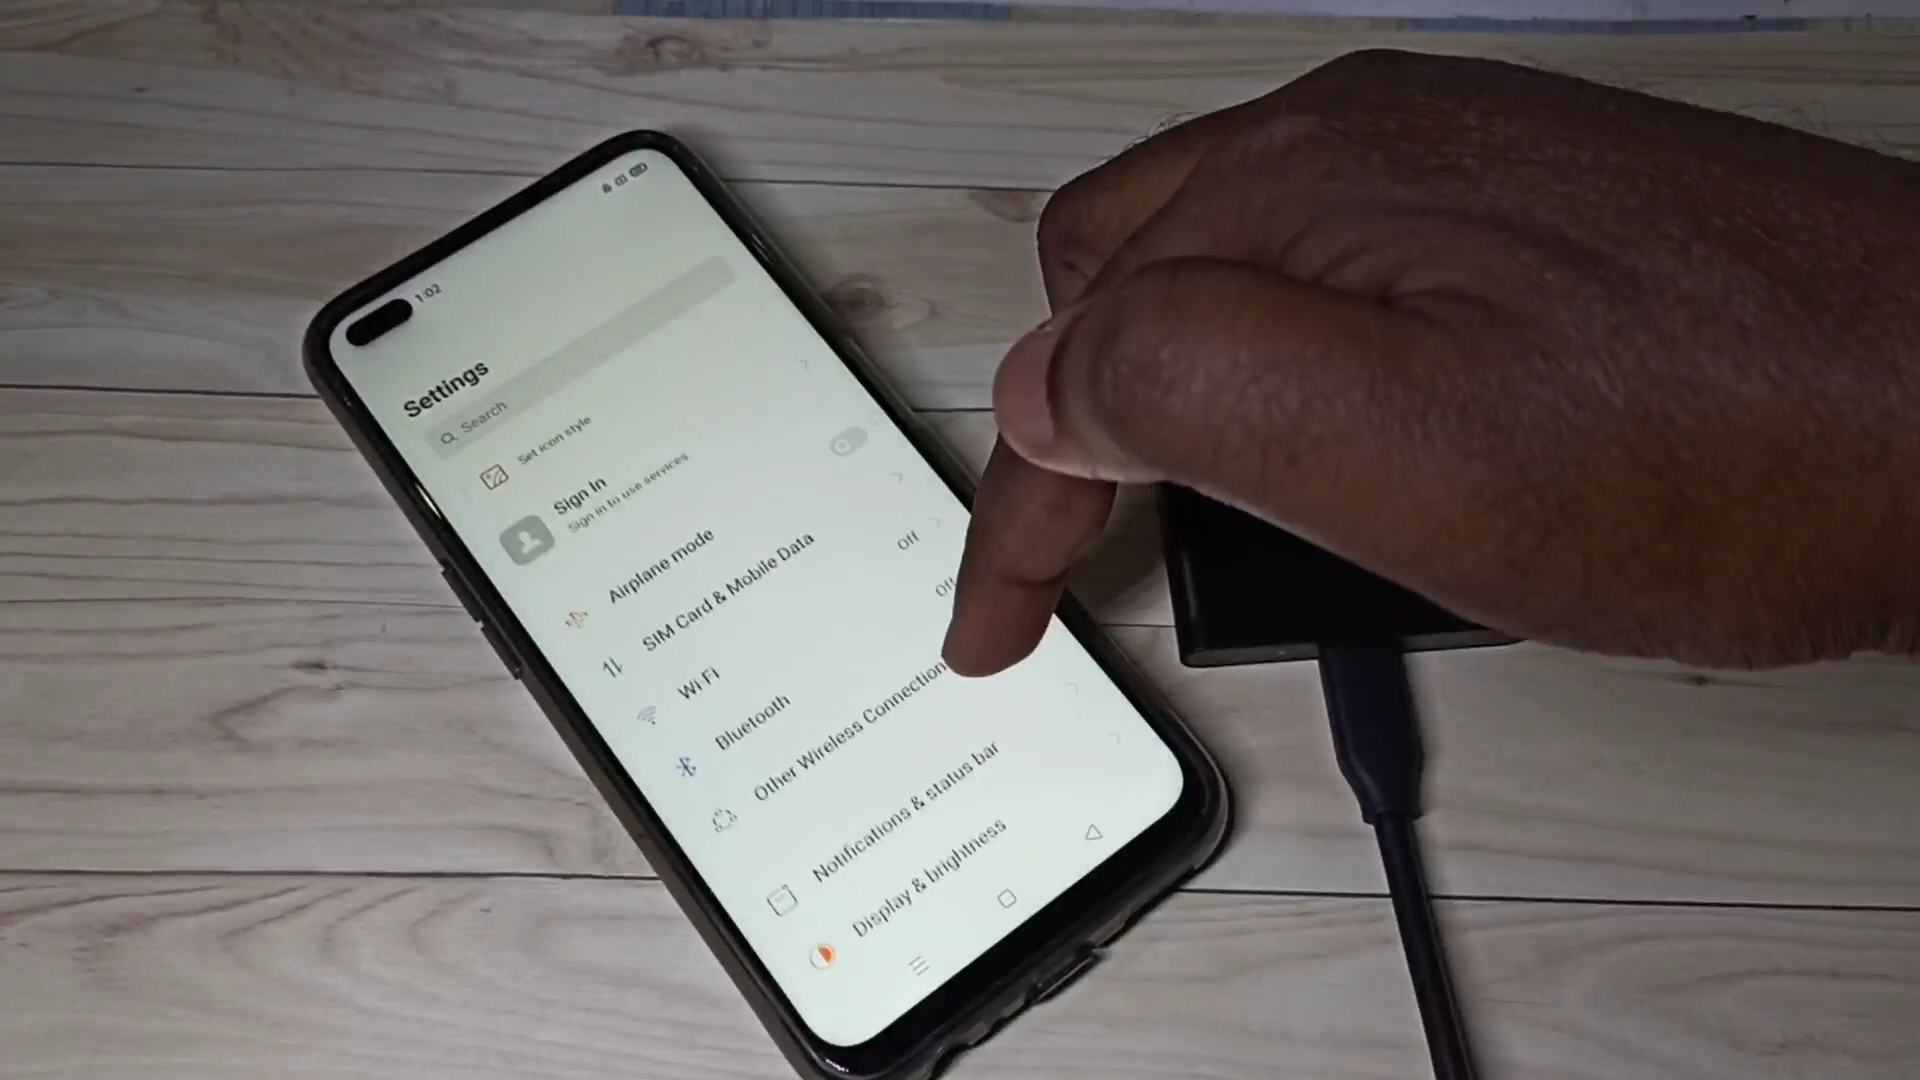 1:02
Settings
Search
Set icon style
Sign In
Sign in to use services.
Airplane mode
SIM Card & Mobile Data
Wi-Fi
Off
Bluetooth
Off
Other Wireless Connection
Notifications & status bar
Display & brightness